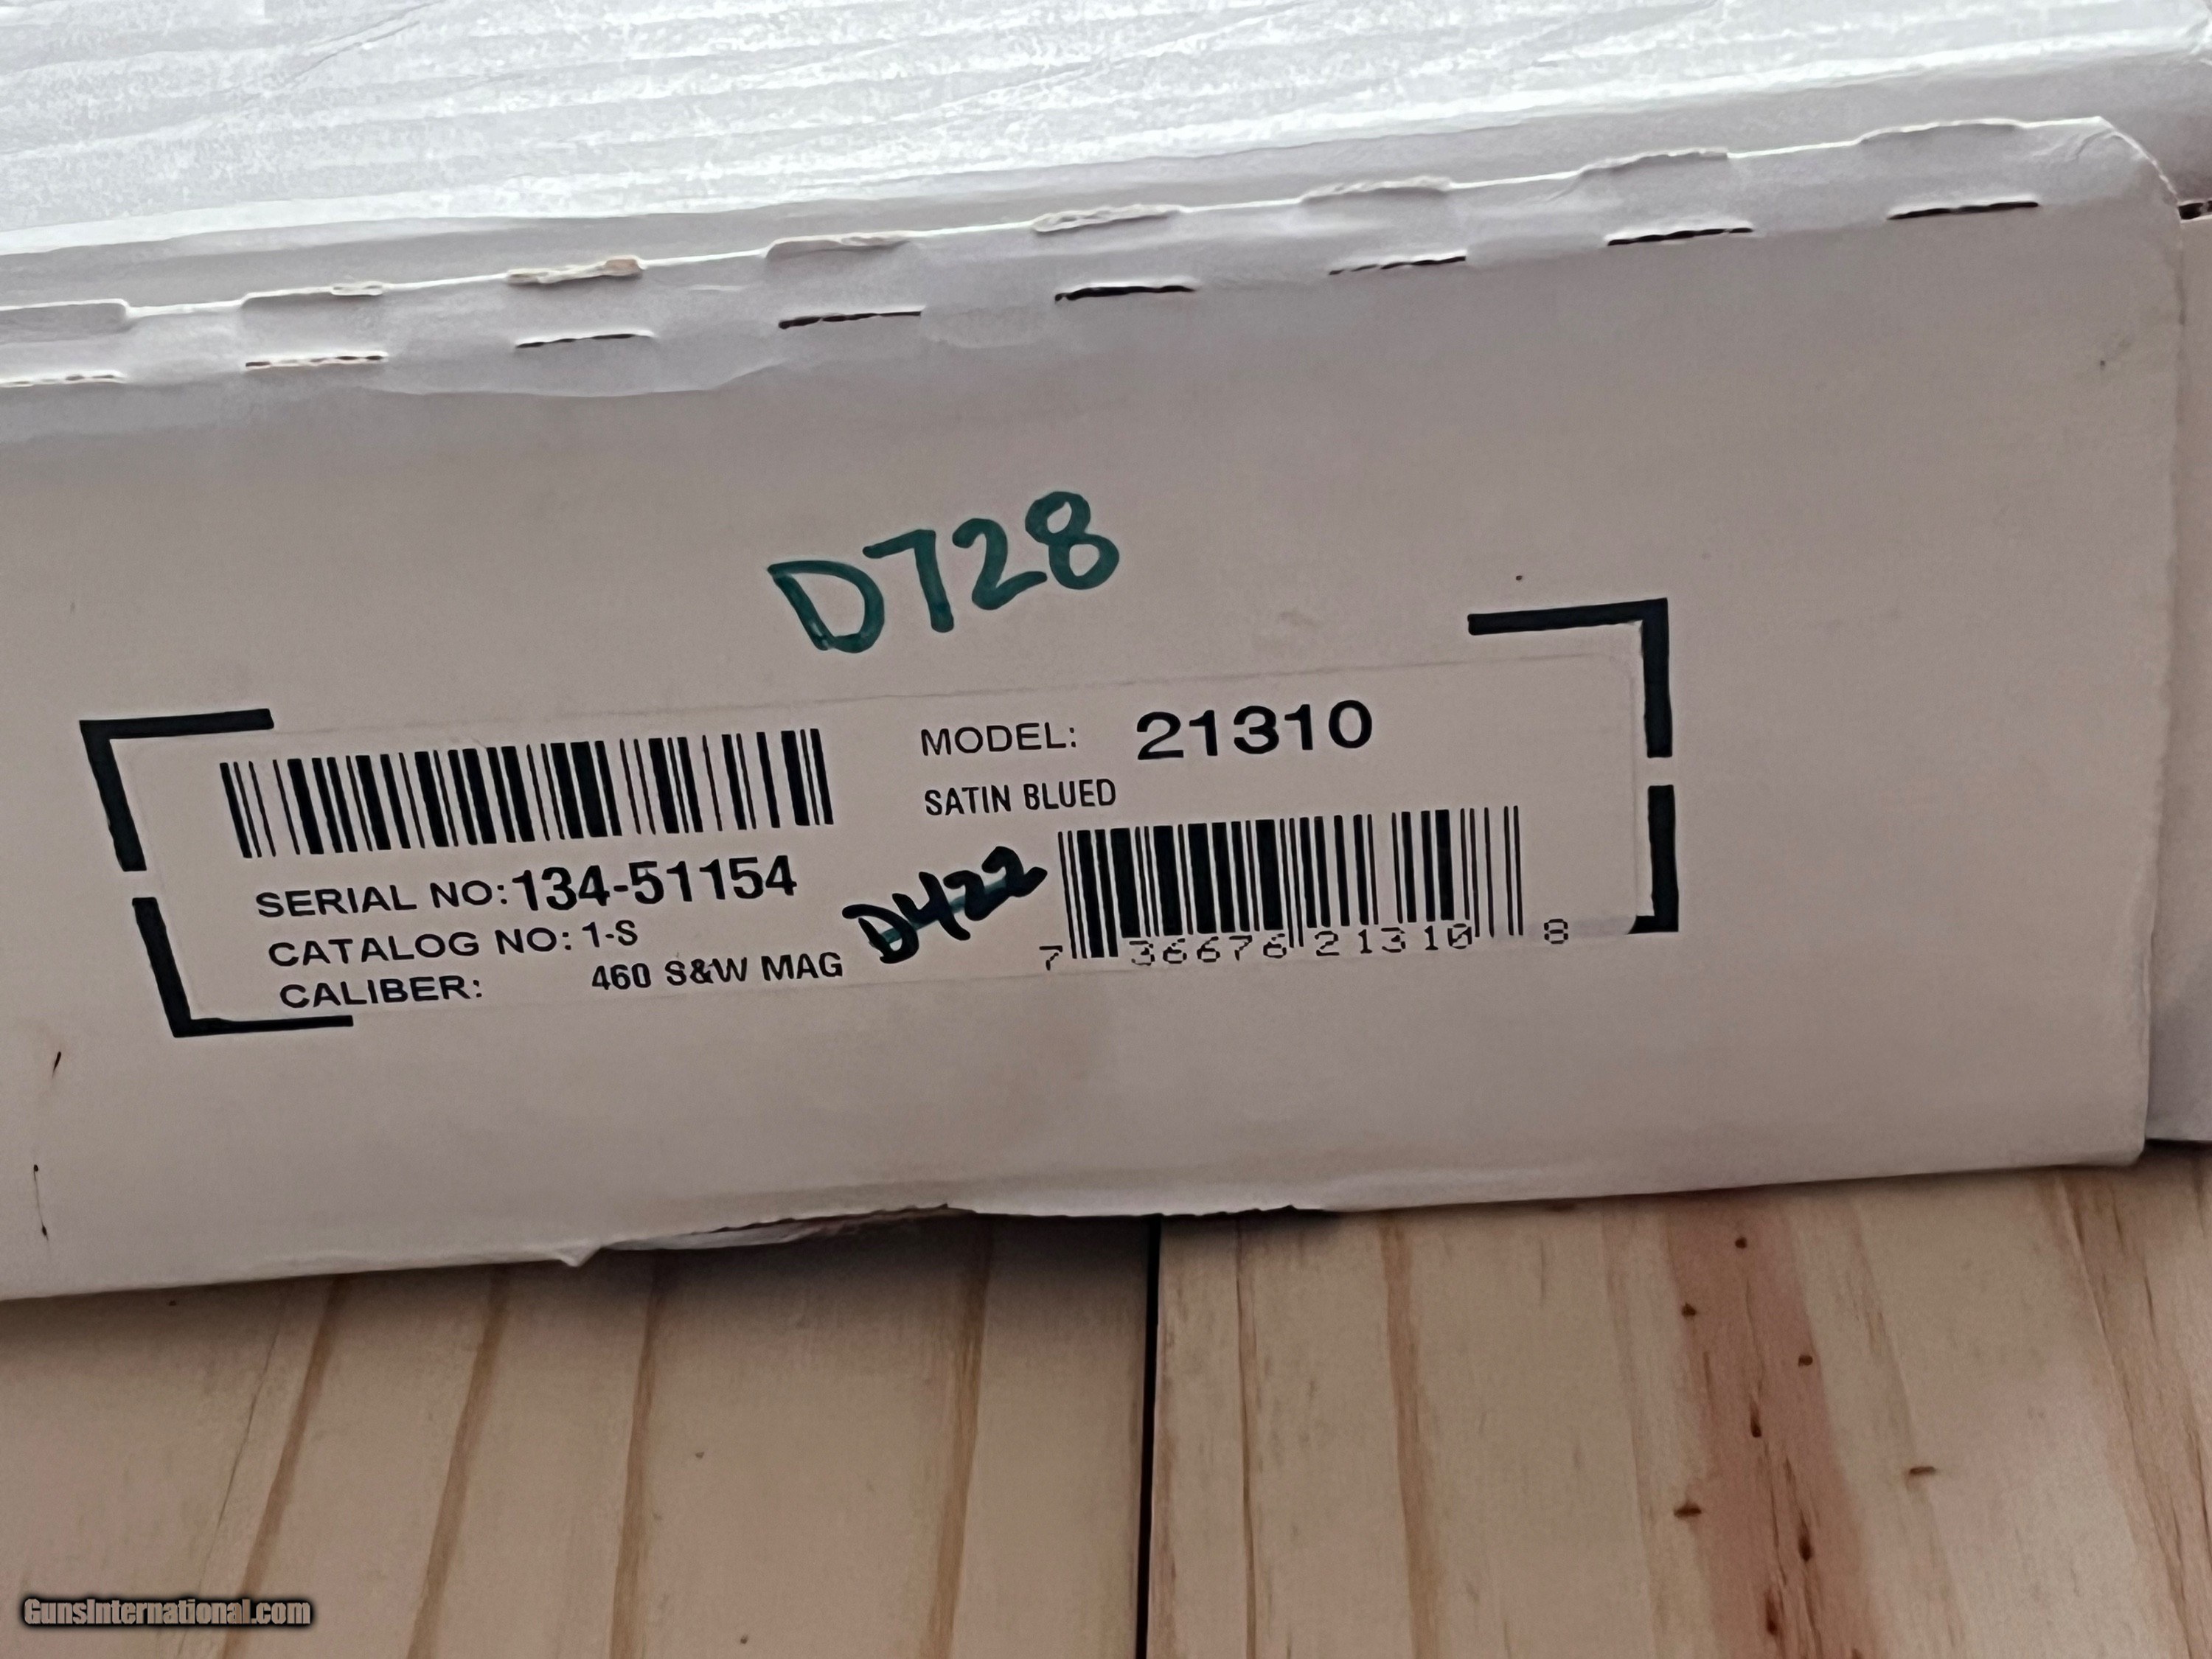 D728
MODEL: 21310
SATIN BLUED
SERIAL NO: 134-51154
CATALOG NO: 1-S
CALIBER: 460 S&W MAG
D422
7 36676 21310 8
GunsInternational.com